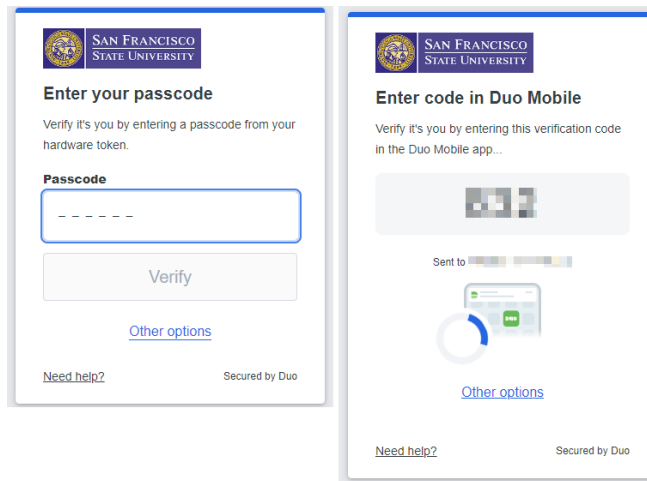 SAN FRANCISCO
STATE UNIVERSITY
Enter your passcode
Verify it's you by entering a passcode from your
hardware token.
Passcode
– – – – – –
Verify
Other options
Need help?
Secured by Duo
SAN FRANCISCO
STATE UNIVERSITY
Enter code in Duo Mobile
Verify it's you by entering this verification code
in the Duo Mobile app...
Sent to
DUO
Other options
Need help?
Secured by Duo